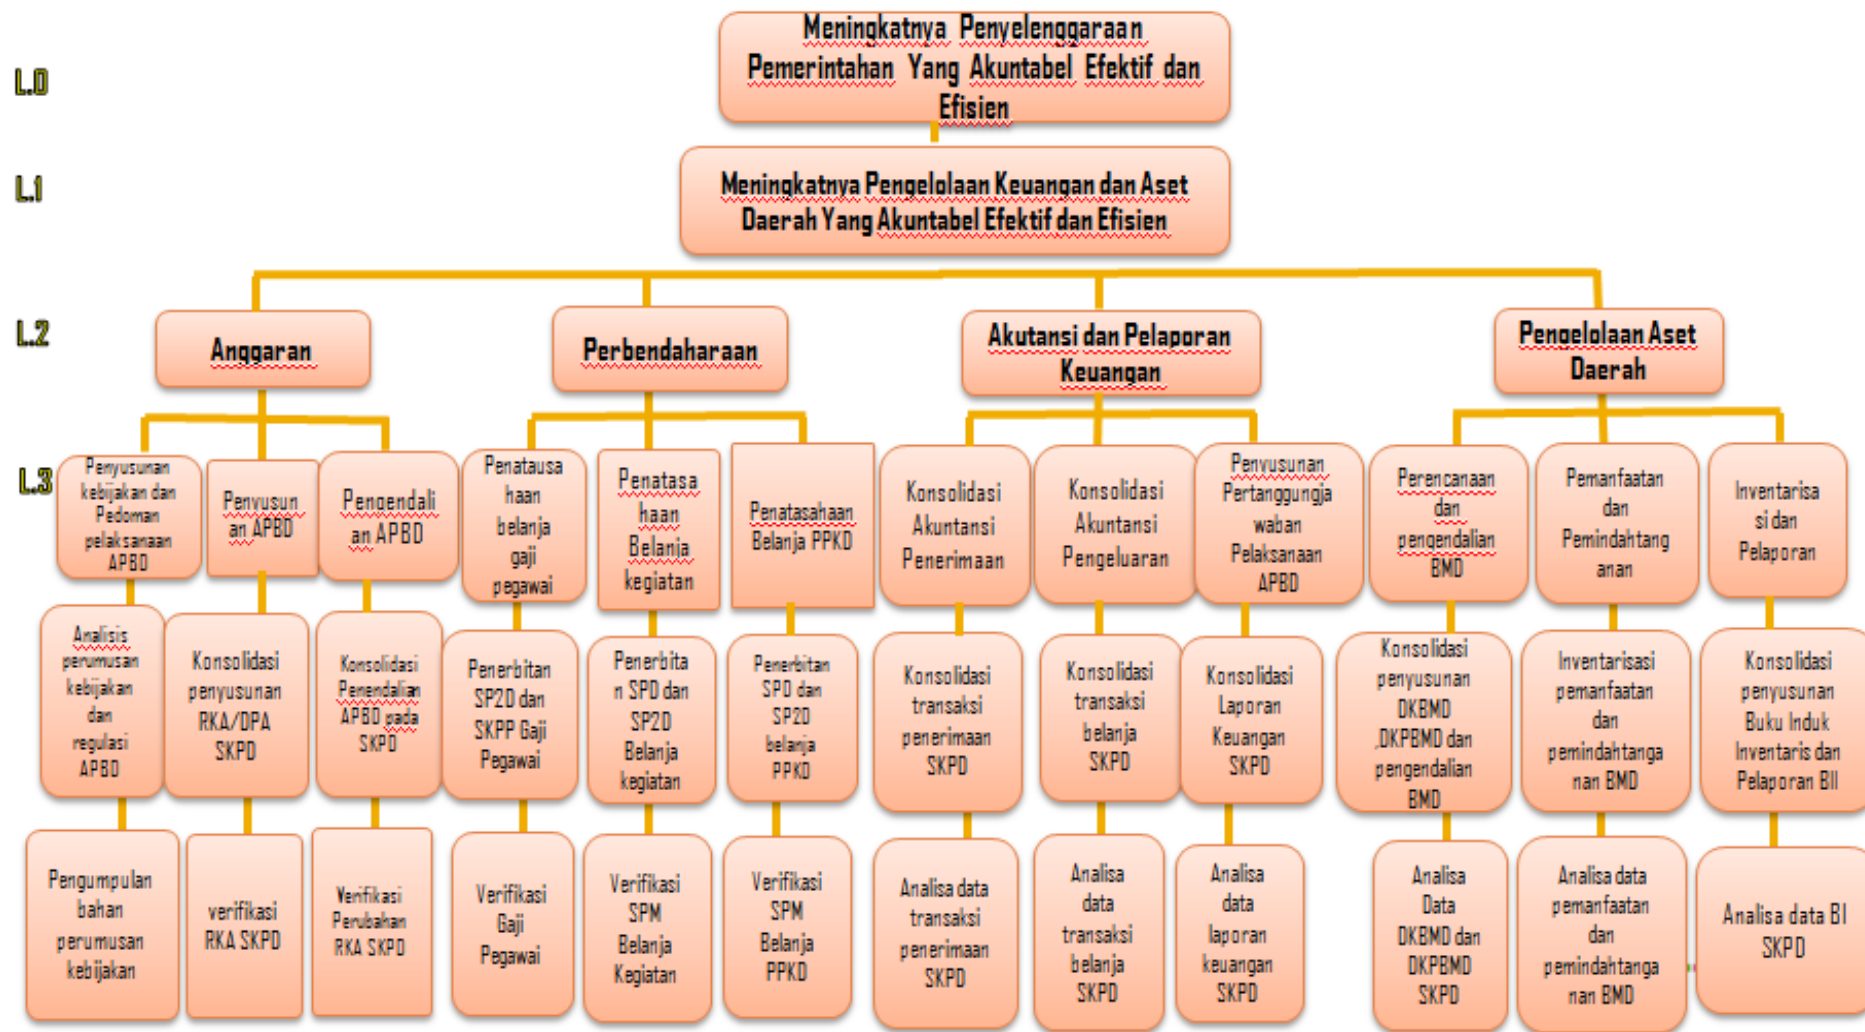 L.0
Meningkatnya Penyelenggaraan
Pemerintahan Yang Akuntabel Efektif dan
Efisien
L.1
Meningkatnya Pengelolaan Keuangan dan Aset
Daerah Yang Akuntabel Efektif dan Efisien
L.2
Anggaran
Perbendaharaan
Akutansi dan Pelaporan
Keuangan
Pengelolaan Aset
Daerah
L.3
Penyusunan
kebijakan dan
Pedoman
pelaksanaan
APBD
Penyusun
an APBD
Pengendali
an APBD
Penatausa
haan
belanja
gaji
pegawai
Penatasa
haan
Belanja
kegiatan
Penatasahaan
Belanja PPKD
Konsolidasi
Akuntansi
Penerimaan
Konsolidasi
Akuntansi
Pengeluaran
Penyusunan
Pertanggungja
waban
Pelaksanaan
APBD
Perencanaan
dan
pengendalian
BMD
Pemanfaatan
dan
Pemindahtang
anan
Inventarisa
si dan
Pelaporan
Analisis
perumusan
kebijakan
dan
regulasi
APBD
Konsolidasi
penyusunan
RKA/DPA
SKPD
Konsolidasi
Penendalian
APBD pada
SKPD
Penerbitan
SP2D dan
SKPP Gaji
Pegawai
Penerbita
n SPD dan
SP2D
Belanja
kegiatan
Penerbitan
SPD dan
SP2D
belanja
PPKD
Konsolidasi
transaksi
penerimaan
SKPD
Konsolidasi
transaksi
belanja
SKPD
Konsolidasi
Laporan
Keuangan
SKPD
Konsolidasi
penyusunan
DKBMD
,DKPBMD dan
pengendalian
BMD
Inventarisasi
pemanfaatan
dan
pemindahtanga
nan BMD
Konsolidasi
penyusunan
Buku Induk
Inventaris dan
Pelaporan BII
Pengumpulan
bahan
perumusan
kebijakan
verifikasi
RKA SKPD
Verifikasi
Perubahan
RKA SKPD
Verifikasi
Gaji
Pegawai
Verifikasi
SPM
Belanja
Kegiatan
Verifikasi
SPM
Belanja
PPKD
Analisa data
transaksi
penerimaan
SKPD
Analisa
data
transaksi
belanja
SKPD
Analisa
data
laporan
keuangan
SKPD
Analisa
Data
DKBMD dan
DKPBMD
SKPD
Analisa data
pemanfaatan
dan
pemindahtanga
nan BMD
Analisa data BI
SKPD